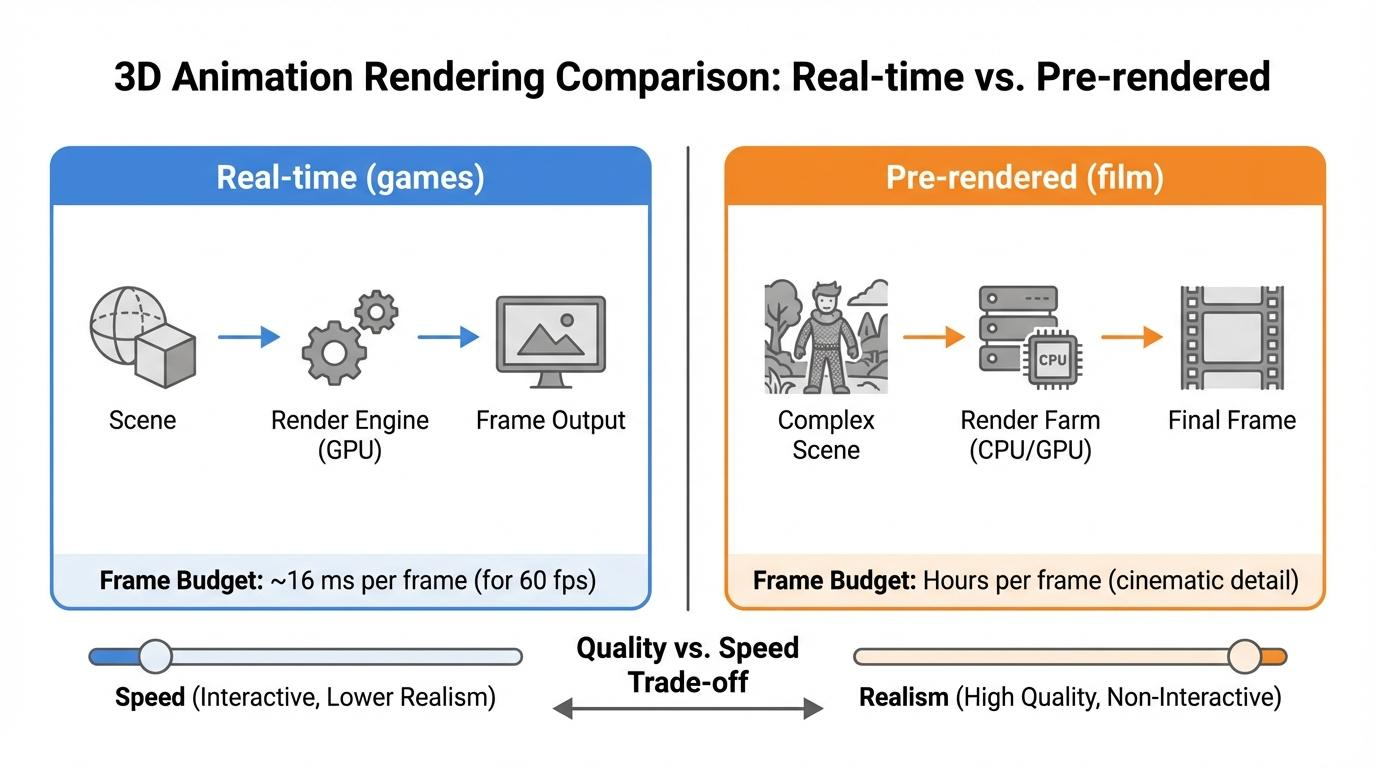 3D Animation Rendering Comparison: Real-time vs. Pre-rendered
Real-time (games)
Scene
Render Engine
(GPU)
Frame Output
Frame Budget: ~16 ms per frame (for 60 fps)
Pre-rendered (film)
Complex
Scene
CPU
Render Farm
(CPU/GPU)
Final Frame
Frame Budget: Hours per frame (cinematic detail)
Speed (Interactive, Lower Realism)
Quality vs. Speed
Trade-off
Realism (High Quality, Non-Interactive)